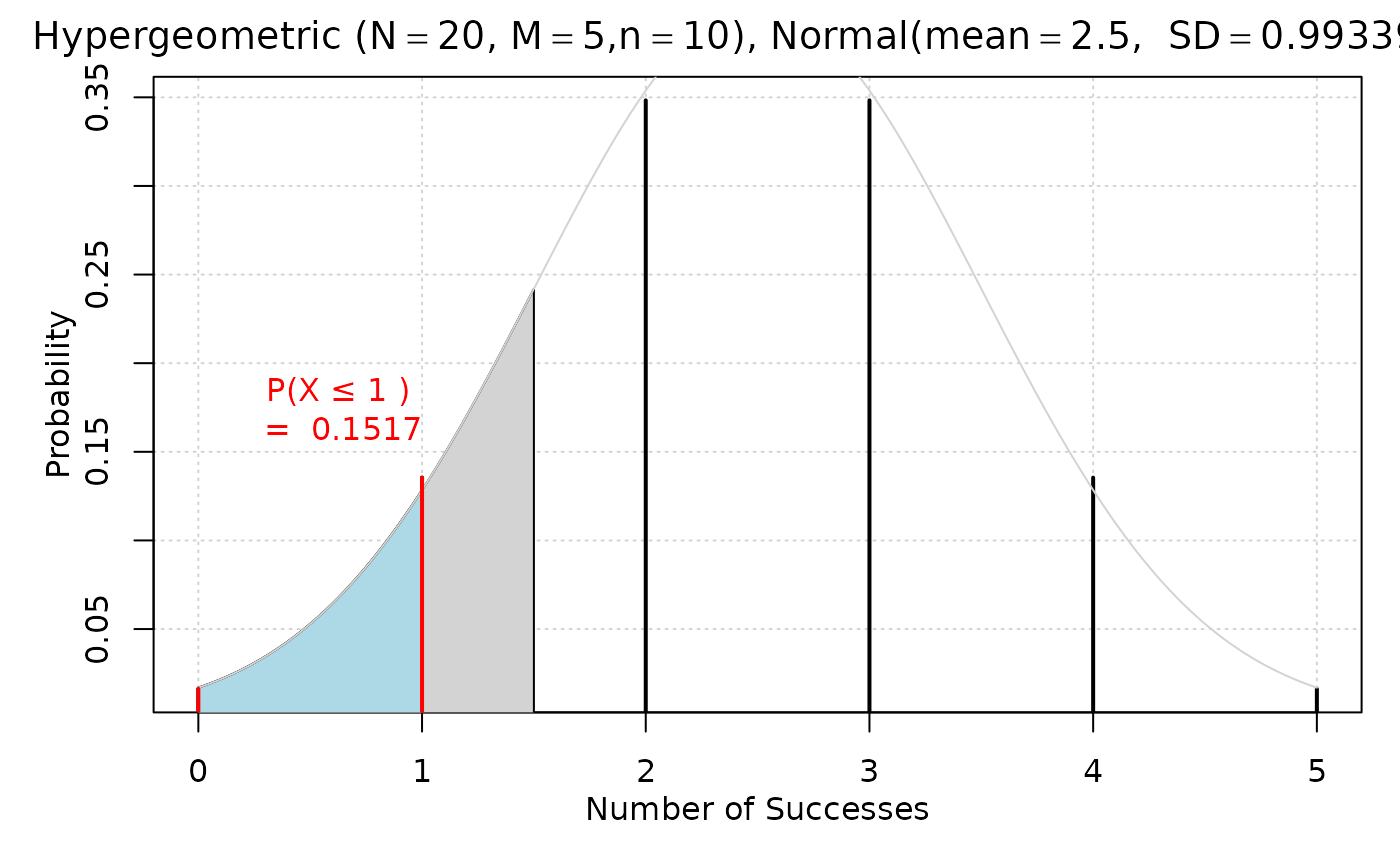 Hypergeometric (N = 20, M = 5,n = 10), Normal(mean = 2.5, SD = 0.99339
Probability
0.35
0.25
0.15
0.05
P(X ≤ 1 )
= 0.1517
0 1 2 3 4 5
Number of Successes